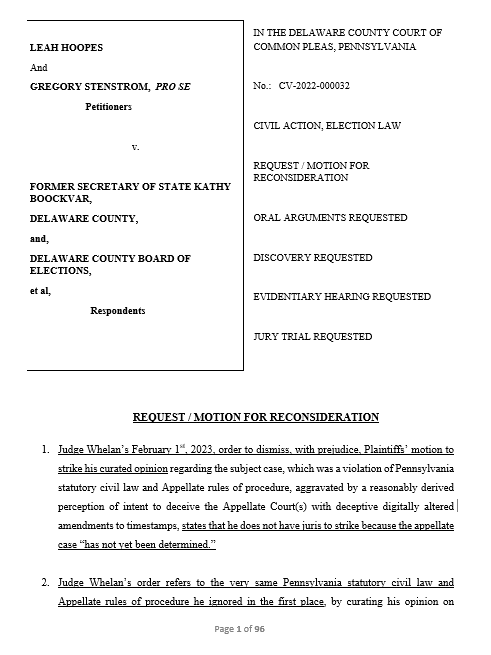 LEAH HOOPES
And
GREGORY STENSTROM, PRO SE
Petitioners
v.
FORMER SECRETARY OF STATE KATHY
BOOCKVAR,
DELAWARE COUNTY,
and,
DELAWARE COUNTY BOARD OF
ELECTIONS,
et al,
Respondents
IN THE DELAWARE COUNTY COURT OF
COMMON PLEAS, PENNSYLVANIA
No.: CV-2022-000032
CIVIL ACTION, ELECTION LAW
REQUEST / MOTION FOR
RECONSIDERATION
ORAL ARGUMENTS REQUESTED
DISCOVERY REQUESTED
EVIDENTIARY HEARING REQUESTED
JURY TRIAL REQUESTED
REQUEST / MOTION FOR RECONSIDERATION
1. Judge Whelan's February 1st, 2023, order to dismiss, with prejudice, Plaintiffs' motion to
strike his curated opinion regarding the subject case, which was a violation of Pennsylvania
statutory civil law and Appellate rules of procedure, aggravated by a reasonably derived
perception of intent to deceive the Appellate Court(s) with deceptive digitally altered
amendments to timestamps, states that he does not have juris to strike because the appellate
case "has not yet been determined."
2. Judge Whelan's order refers to the very same Pennsylvania statutory civil law and
Appellate rules of procedure he ignored in the first place, by curating his opinion on
Page 1 of 96